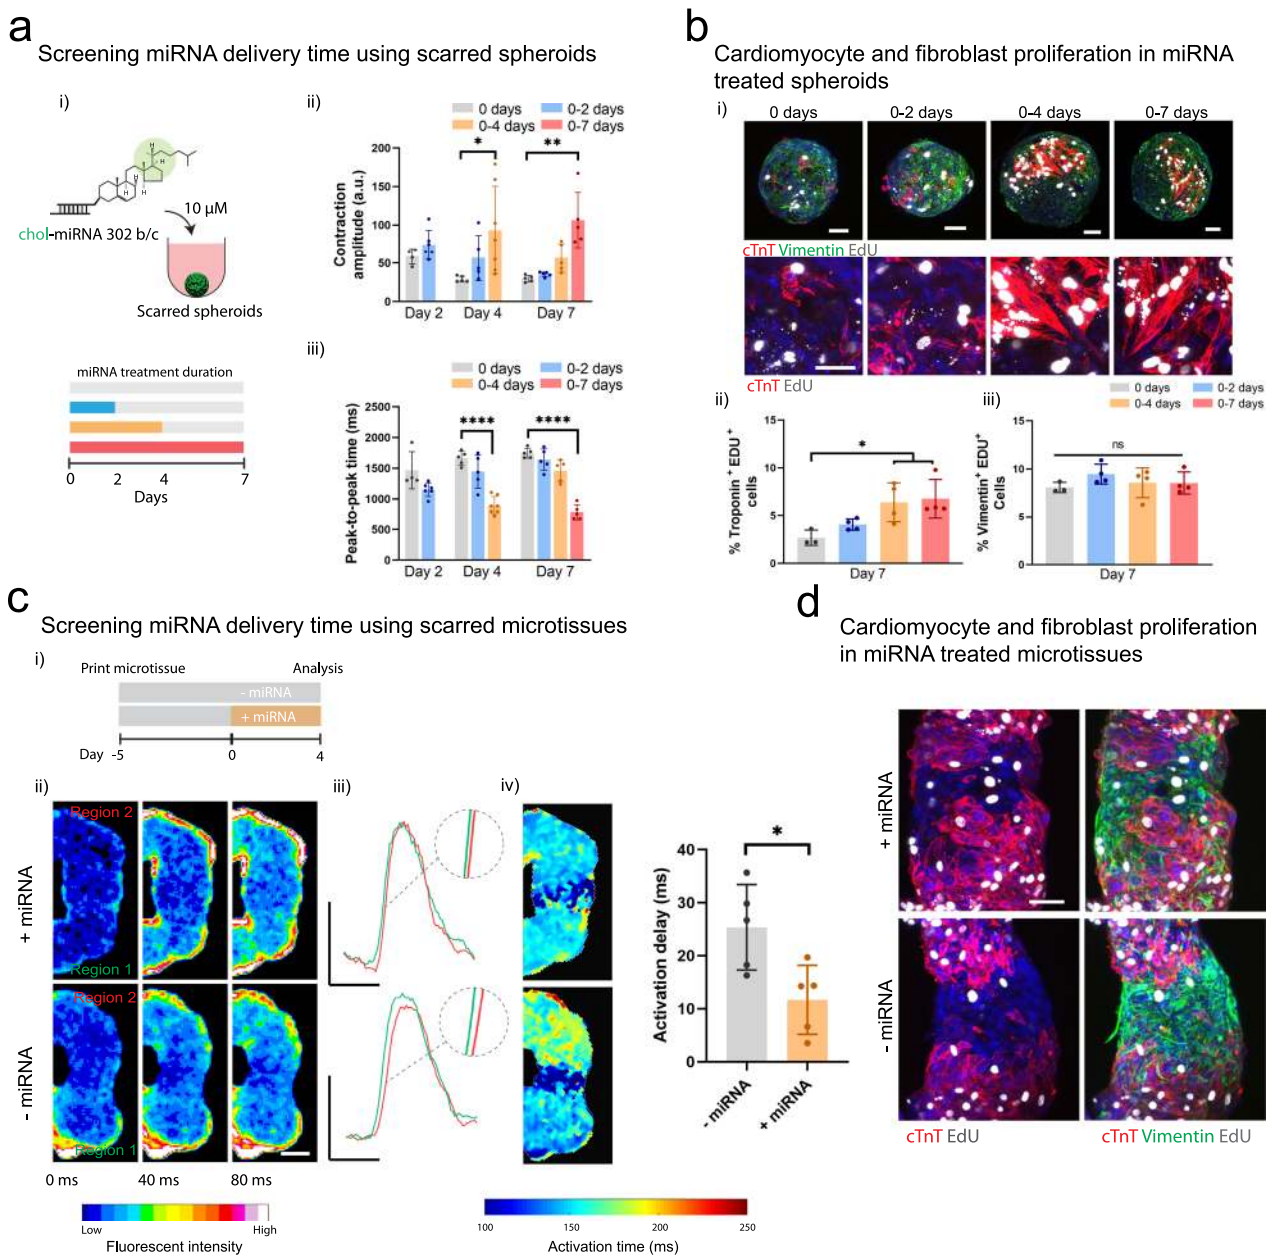 a
Screening miRNA delivery time using scarred spheroids
i)
10 µM
chol-miRNA 302 b/c
Scarred spheroids
miRNA treatment duration
0 2 4 7
Days
ii)
0 days 0-2 days
0-4 days 0-7 days
Contraction
amplitude (a.u.)
200
150
100
50
0
* **
Day 2 Day 4 Day 7
iii)
0 days 0-2 days
0-4 days 0-7 days
Peak-to-peak time (ms)
2500
2000
1500
1000
500
0
**** ****
Day 2 Day 4 Day 7
b
Cardiomyocyte and fibroblast proliferation in miRNA
treated spheroids
i)
0 days 0-2 days 0-4 days 0-7 days
cTnT Vimentin EdU
cTnT EdU
0 days 0-2 days
0-4 days 0-7 days
ii)
% Troponin+ EDU+
cells
15
10
5
0
*
Day 7
iii)
% Vimentin+ EDU+
Cells
15
10
5
0
ns
Day 7
c
Screening miRNA delivery time using scarred microtissues
i)
Print microtissue Analysis
- miRNA
+ miRNA
Day -5 0 4
ii)
+ miRNA
Region 2
Region 1
- miRNA
Region 2
Region 1
0 ms 40 ms 80 ms
Low High
Fluorescent intensity
iii)
iv)
100 150 200 250
Activation time (ms)
Activation delay (ms)
40
30
20
10
0
*
- miRNA + miRNA
d
Cardiomyocyte and fibroblast proliferation
in miRNA treated microtissues
+ miRNA
- miRNA
cTnT EdU cTnT Vimentin EdU